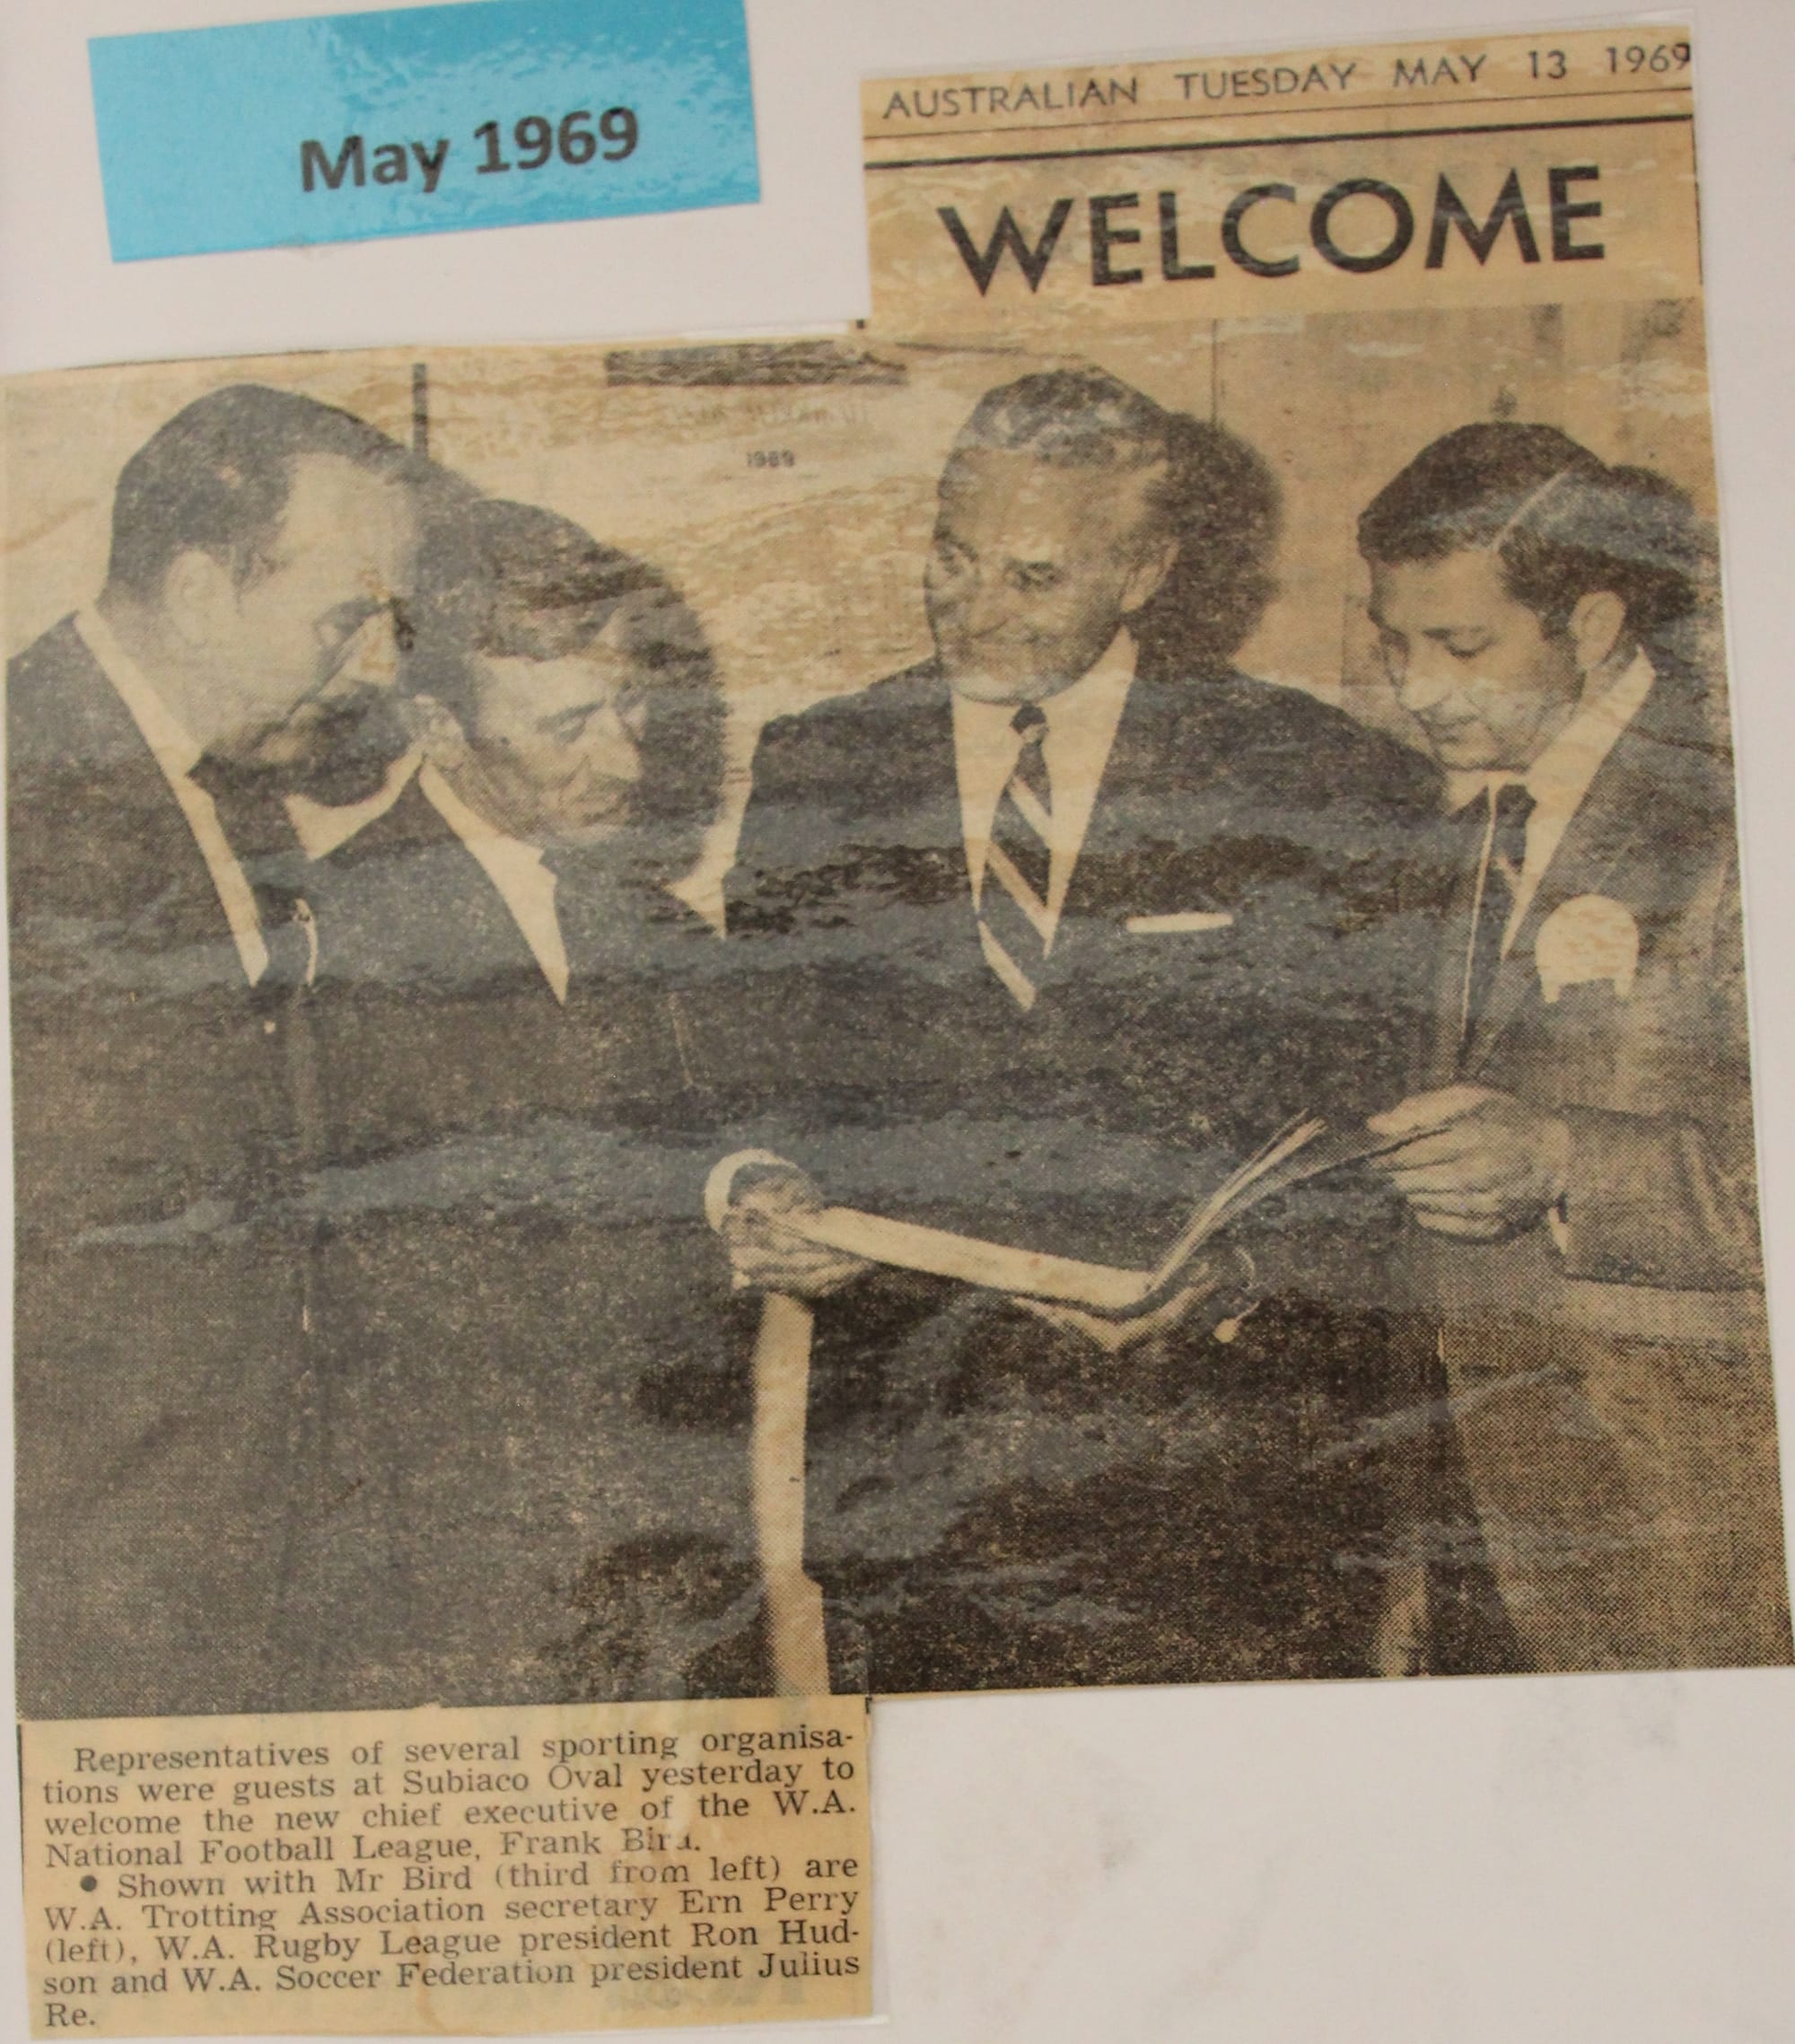 May 1969
AUSTRALIAN TUESDAY MAY 13 1969
WELCOME
1969
Representatives of several sporting organisa-
tions were guests at Subiaco Oval yesterday to
welcome the new chief executive of the W.A.
National Football League, Frank Bird.
• Shown with Mr Bird (third from left) are
W.A. Trotting Association secretary Ern Perry
(left), W.A. Rugby League president Ron Hud-
son and W.A. Soccer Federation president Julius
Re.